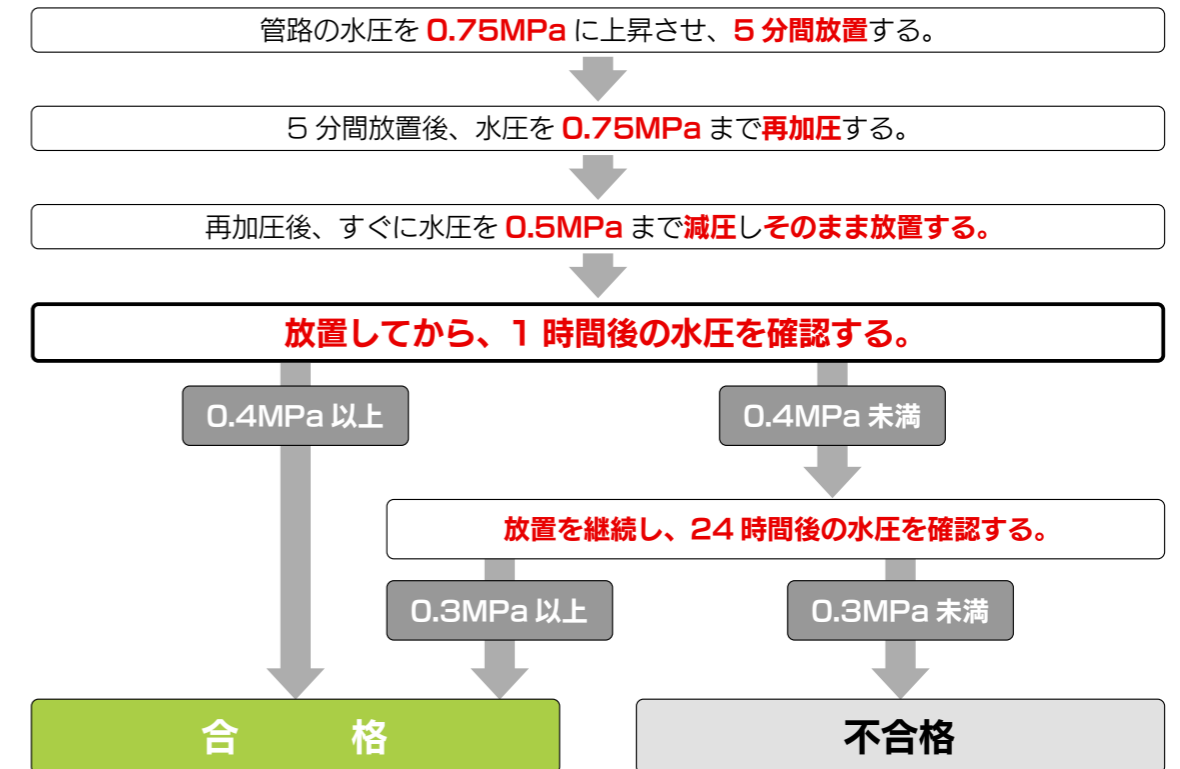 管路の水圧を 0.75MPa に上昇させ、5 分間放置する。
5 分間放置後、水圧を 0.75MPa まで再加圧する。
再加圧後、すぐに水圧を 0.5MPa まで減圧しそのまま放置する。
放置してから、1 時間後の水圧を確認する。
0.4MPa 以上
0.4MPa 未満
放置を継続し、24 時間後の水圧を確認する。
0.3MPa 以上
0.3MPa 未満
合　格
不合格